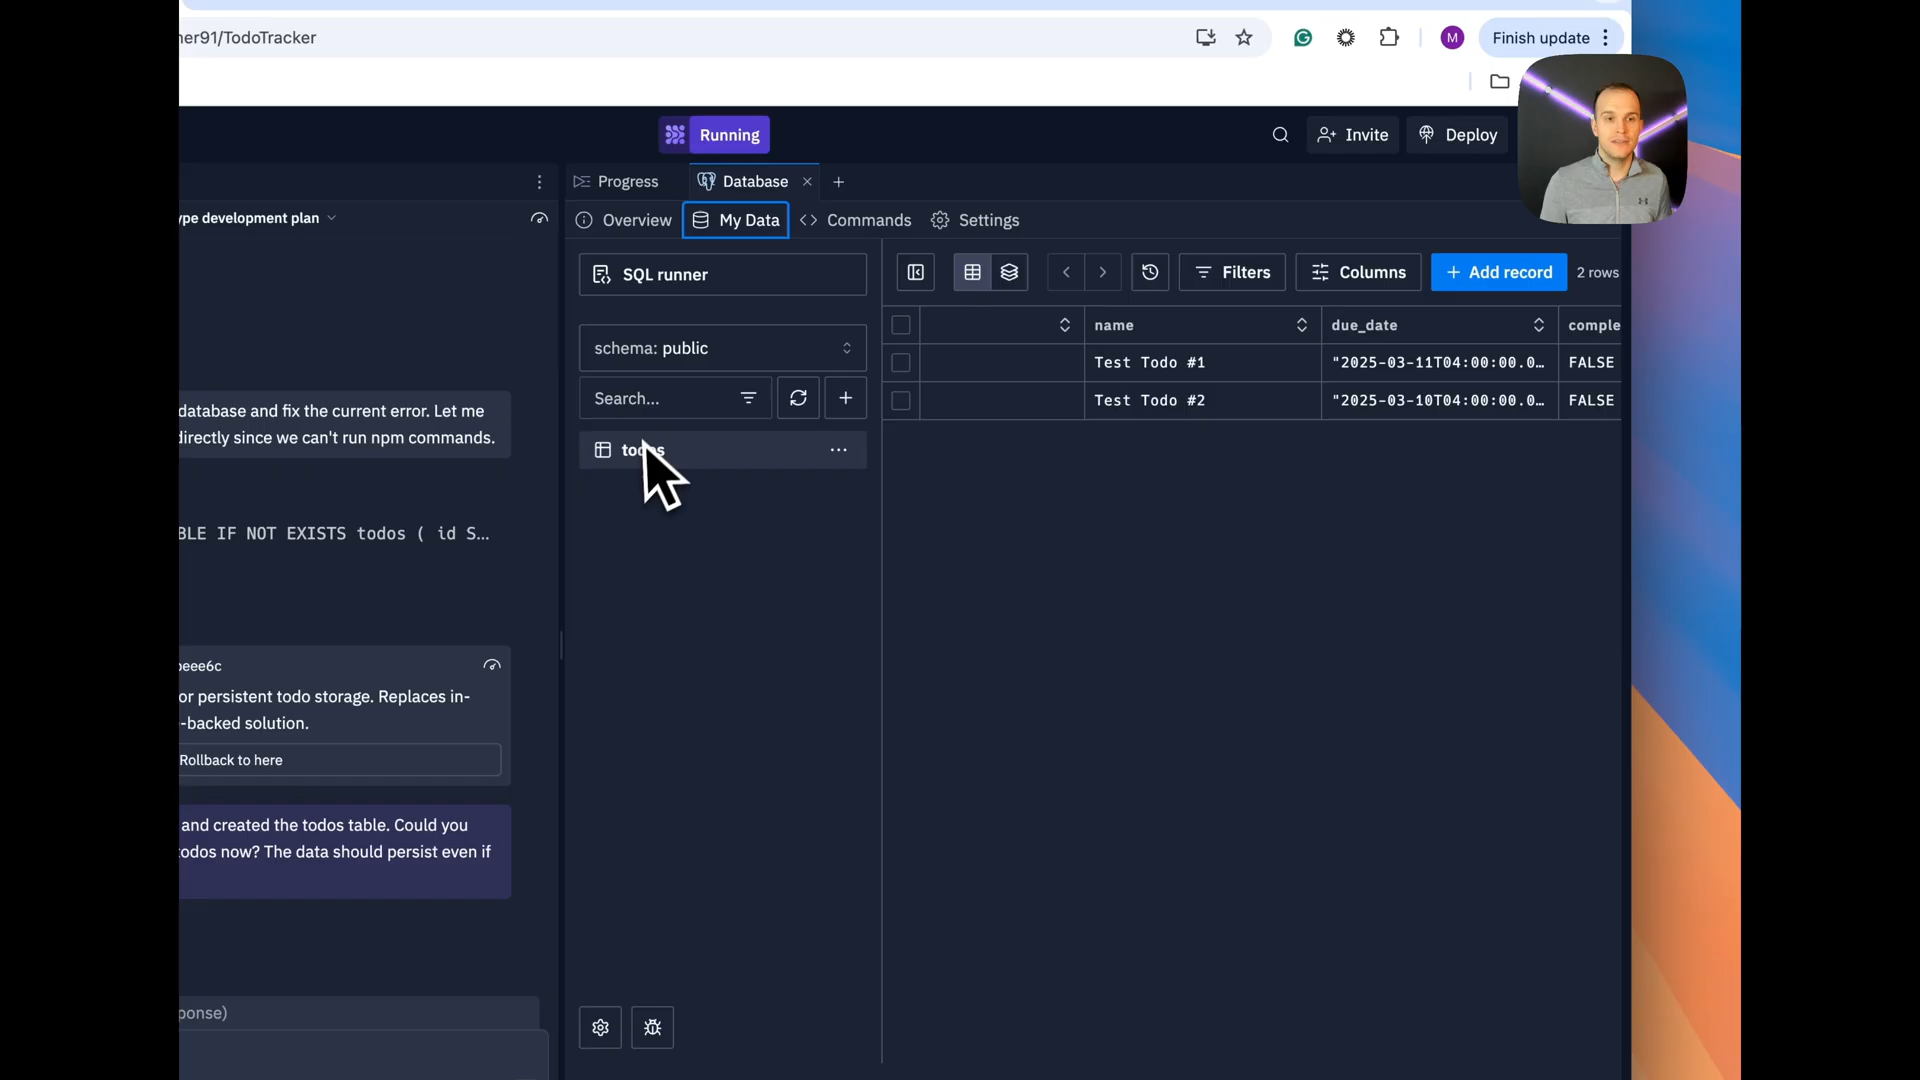 ner91/TodoTracker
M
Finish update
Running
Invite
Deploy
Progress
Database
ype development plan
Overview
My Data
Commands
Settings
SQL runner
Filters
Columns
Add record
2 rows
schema: public
name
due_date
comple
Test Todo #1
"2025-03-11T04:00:00.0…
FALSE
Search...
Test Todo #2
"2025-03-10T04:00:00.0…
FALSE
database and fix the current error. Let me
directly since we can't run npm commands.
todos
BLE IF NOT EXISTS todos ( id S…
beee6c
or persistent todo storage. Replaces in-
-backed solution.
Rollback to here
and created the todos table. Could you
todos now? The data should persist even if
ponse)